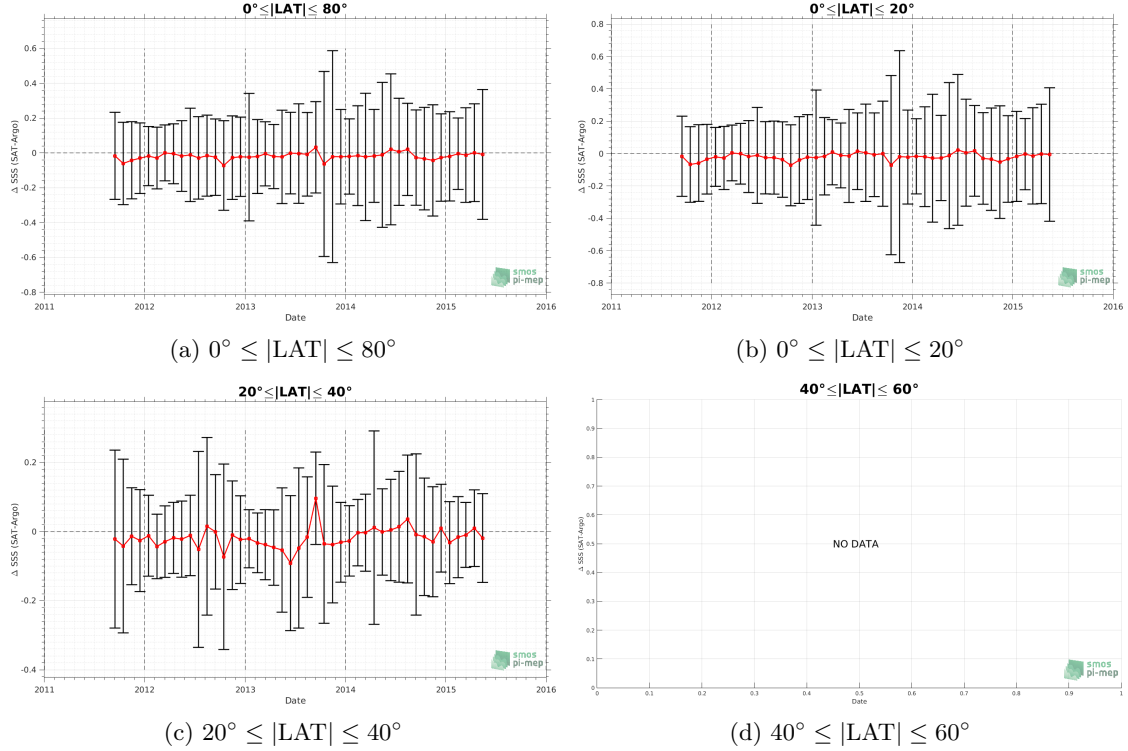 0°≤|LAT|≤ 80°
Δ SSS (SAT-Argo)
0.6
0.4
0.2
0
-0.2
-0.4
-0.6
-0.8
2011 2012 2013 2014 2015 2016
Date
smos
pi-mep
(a) 0° ≤ |LAT| ≤ 80°
0°≤|LAT|≤ 20°
Δ SSS (SAT-Argo)
0.8
0.6
0.4
0.2
0
-0.2
-0.4
-0.6
-0.8
2011 2012 2013 2014 2015 2016
Date
smos
pi-mep
(b) 0° ≤ |LAT| ≤ 20°
20°≤|LAT|≤ 40°
Δ SSS (SAT-Argo)
0.2
0
-0.2
-0.4
2011 2012 2013 2014 2015 2016
Date
smos
pi-mep
(c) 20° ≤ |LAT| ≤ 40°
40°≤|LAT|≤ 60°
Δ SSS (SAT-Argo)
1
0.9
0.8
0.7
0.6
0.5
0.4
0.3
0.2
0.1
0
NO DATA
0 0.1 0.2 0.3 0.4 0.5 0.6 0.7 0.8 0.9 1
Date
smos
pi-mep
(d) 40° ≤ |LAT| ≤ 60°